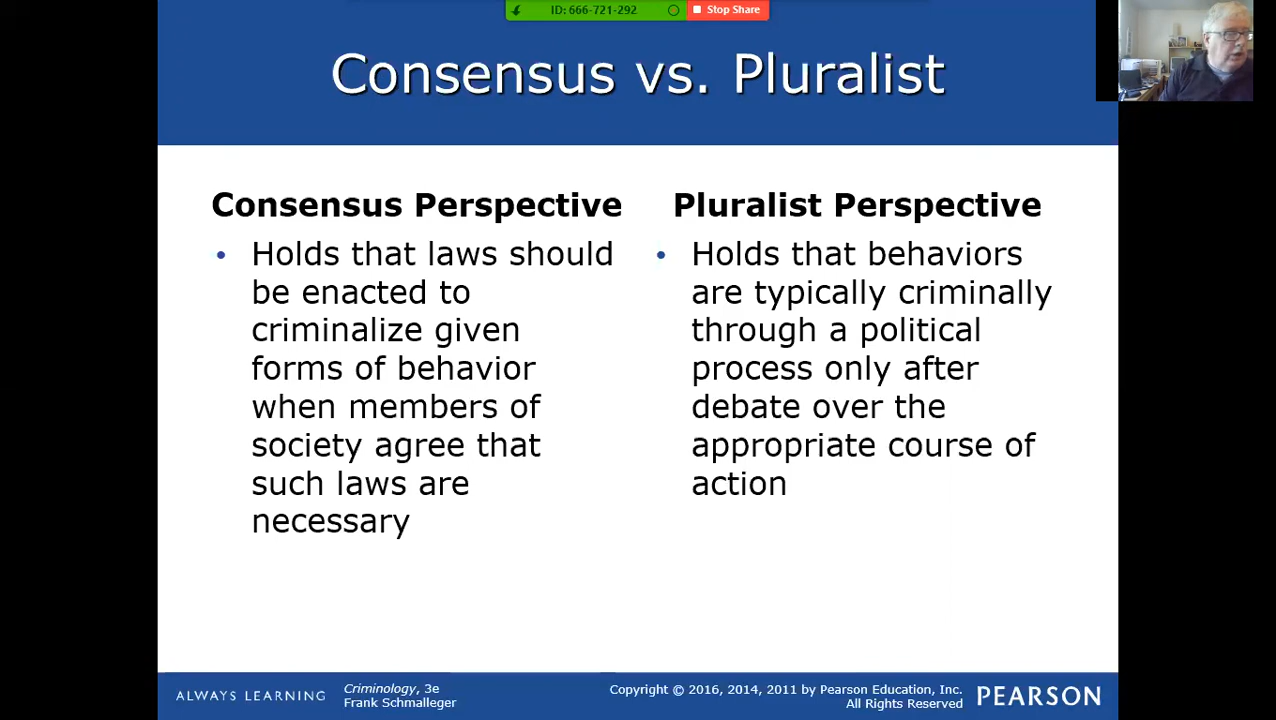 ID: 666-721-292
Stop Share
Consensus vs. Pluralist
Consensus Perspective
• Holds that laws should
be enacted to
criminalize given
forms of behavior
when members of
society agree that
such laws are
necessary
Pluralist Perspective
• Holds that behaviors
are typically criminally
through a political
process only after
debate over the
appropriate course of
action
ALWAYS LEARNING
Criminology, 3e
Frank Schmalleger
Copyright © 2016, 2014, 2011 by Pearson Education, Inc.
All Rights Reserved
PEARSON